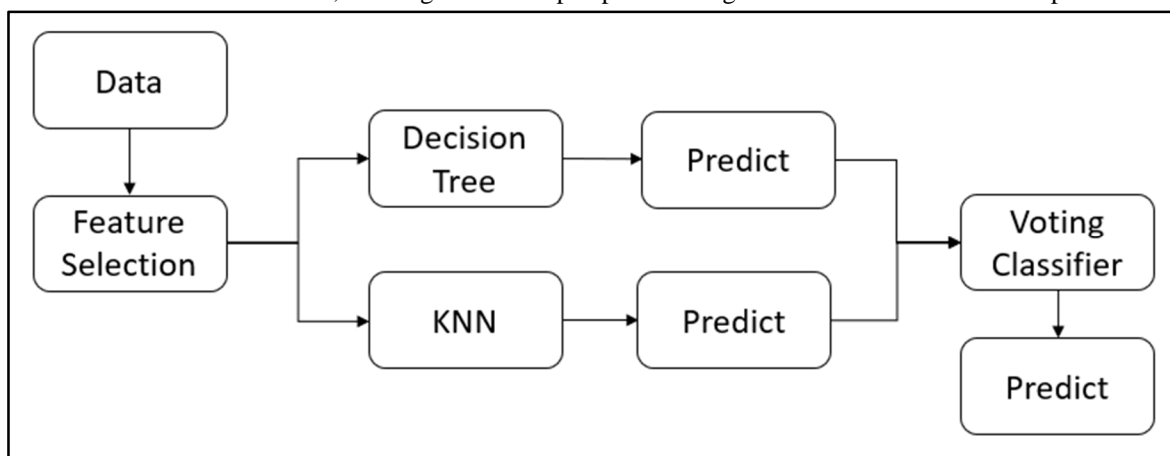 Data
Feature
Selection
Decision
Tree
Predict
KNN
Predict
Voting
Classifier
Predict